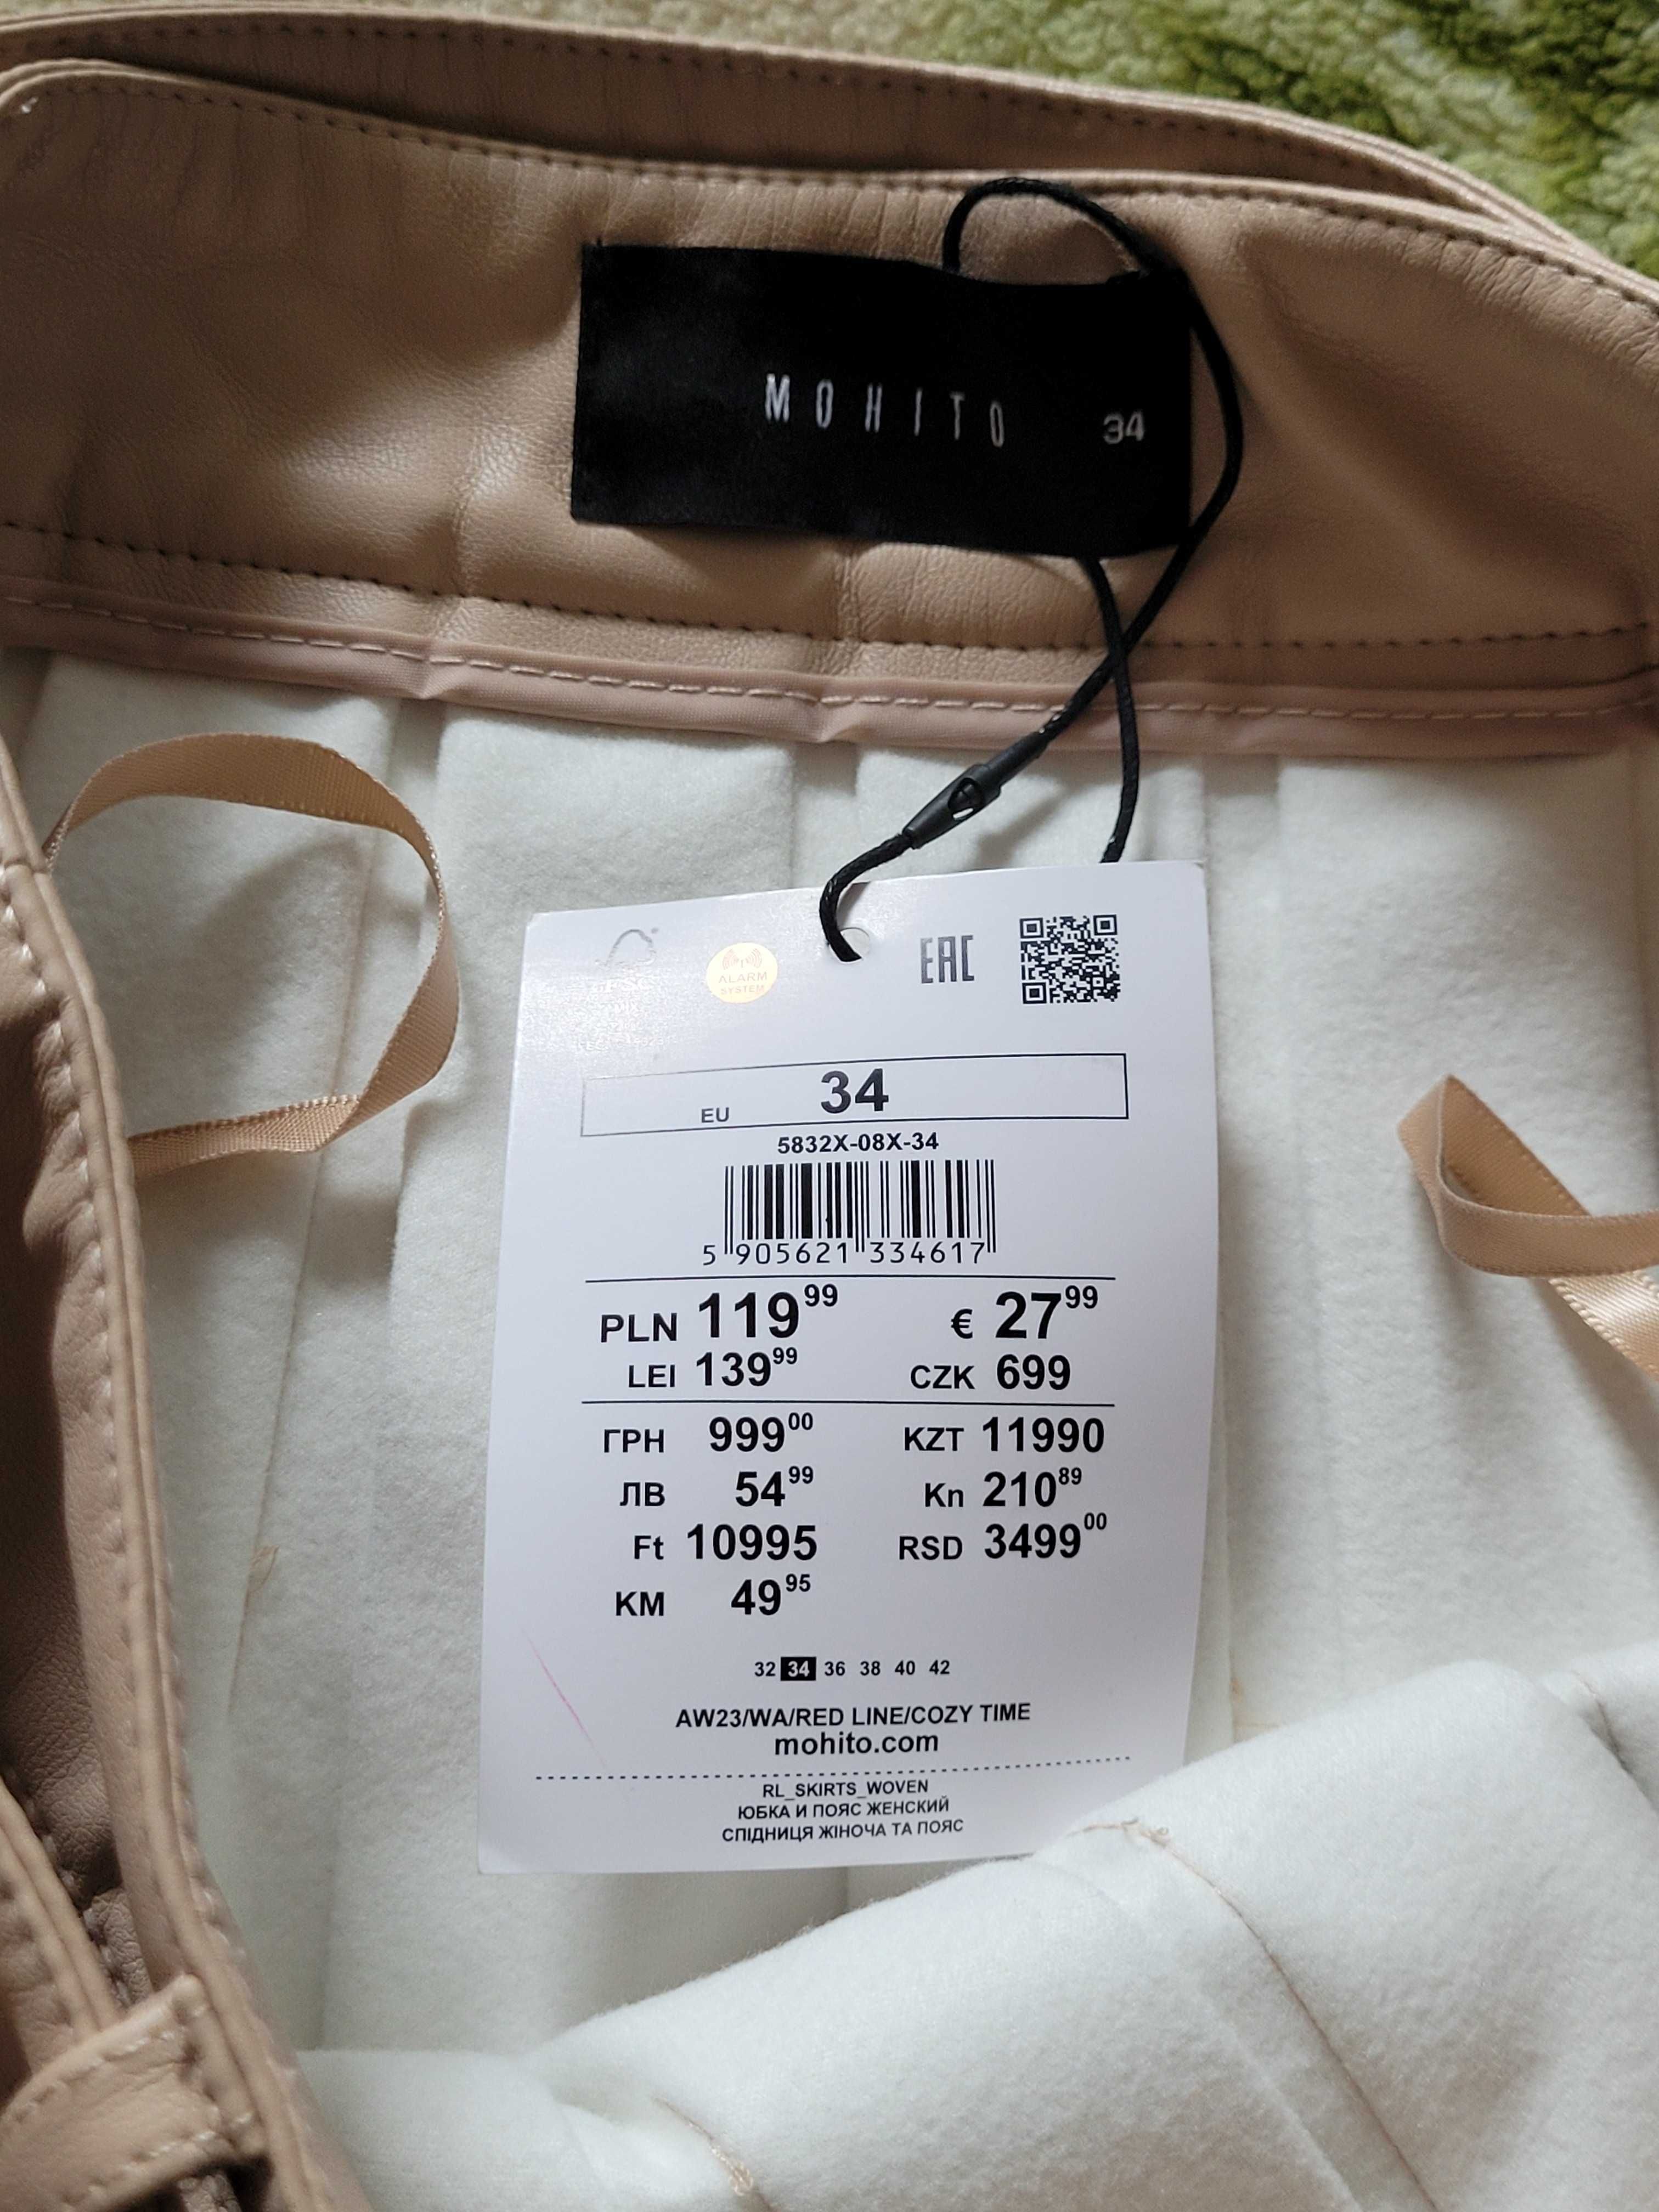 MOHITO 34
FSC
ALARM
SYSTEM
EAC
EU 34
5832X-08X-34
5 905621 334617
PLN 119 99 € 27 99
LEI 139 99 CZK 699
ГРН 999 00 KZT 11990
ЛВ 54 99 Kn 210 89
Ft 10995 RSD 3499 00
KM 49 95
32 34 36 38 40 42
AW23/WA/RED LINE/COZY TIME
mohito.com
RL_SKIRTS_WOVEN
ЮБКА И ПОЯС ЖЕНСКИЙ
СПІДНИЦЯ ЖІНОЧА ТА ПОЯС